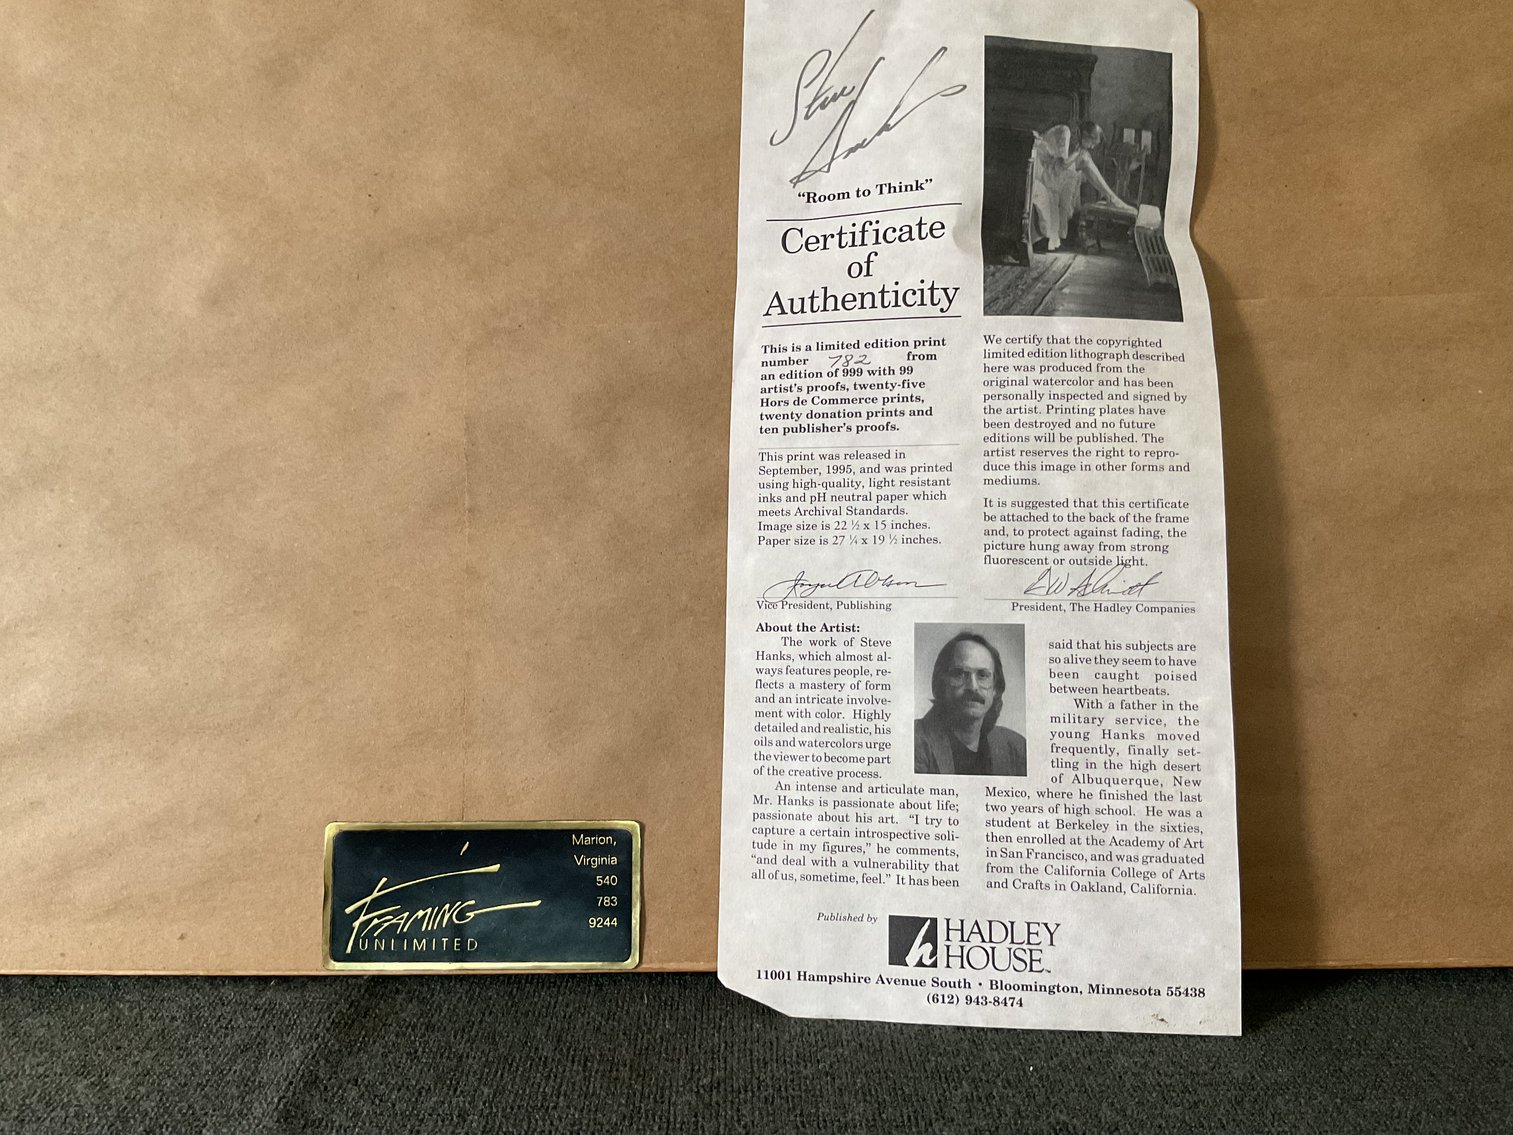 Steve Hanks
"Room to Think"
Certificate
of
Authenticity
This is a limited edition print
number 782 from
an edition of 999 with 99
artist's proofs, twenty-five
Hors de Commerce prints,
twenty donation prints and
ten publisher's proofs.
This print was released in
September, 1995, and was printed
using high-quality, light resistant
inks and pH neutral paper which
meets Archival Standards.
Image size is 22 ½ x 15 inches.
Paper size is 27 ¼ x 19 ½ inches.
We certify that the copyrighted
limited edition lithograph described
here was produced from the
original watercolor and has been
personally inspected and signed by
the artist. Printing plates have
been destroyed and no future
editions will be published. The
artist reserves the right to repro-
duce this image in other forms and
mediums.
It is suggested that this certificate
be attached to the back of the frame
and, to protect against fading, the
picture hung away from strong
fluorescent or outside light.
Vice President, Publishing
President, The Hadley Companies
About the Artist:
The work of Steve
Hanks, which almost al-
ways features people, re-
flects a mastery of form
and an intricate involve-
ment with color. Highly
detailed and realistic, his
oils and watercolors urge
the viewer to become part
of the creative process.
An intense and articulate man,
Mr. Hanks is passionate about life;
passionate about his art. "I try to
capture a certain introspective soli-
tude in my figures," he comments,
"and deal with a vulnerability that
all of us, sometime, feel." It has been
said that his subjects are
so alive they seem to have
been caught poised
between heartbeats.
With a father in the
military service, the
young Hanks moved
frequently, finally set-
tling in the high desert
of Albuquerque, New
Mexico, where he finished the last
two years of high school. He was a
student at Berkeley in the sixties,
then enrolled at the Academy of Art
in San Francisco, and was graduated
from the California College of Arts
and Crafts in Oakland, California.
Published by
h HADLEY
HOUSE™
11001 Hampshire Avenue South • Bloomington, Minnesota 55438
(612) 943-8474
FRAMING
UNLIMITED
Marion,
Virginia
540
783
9244